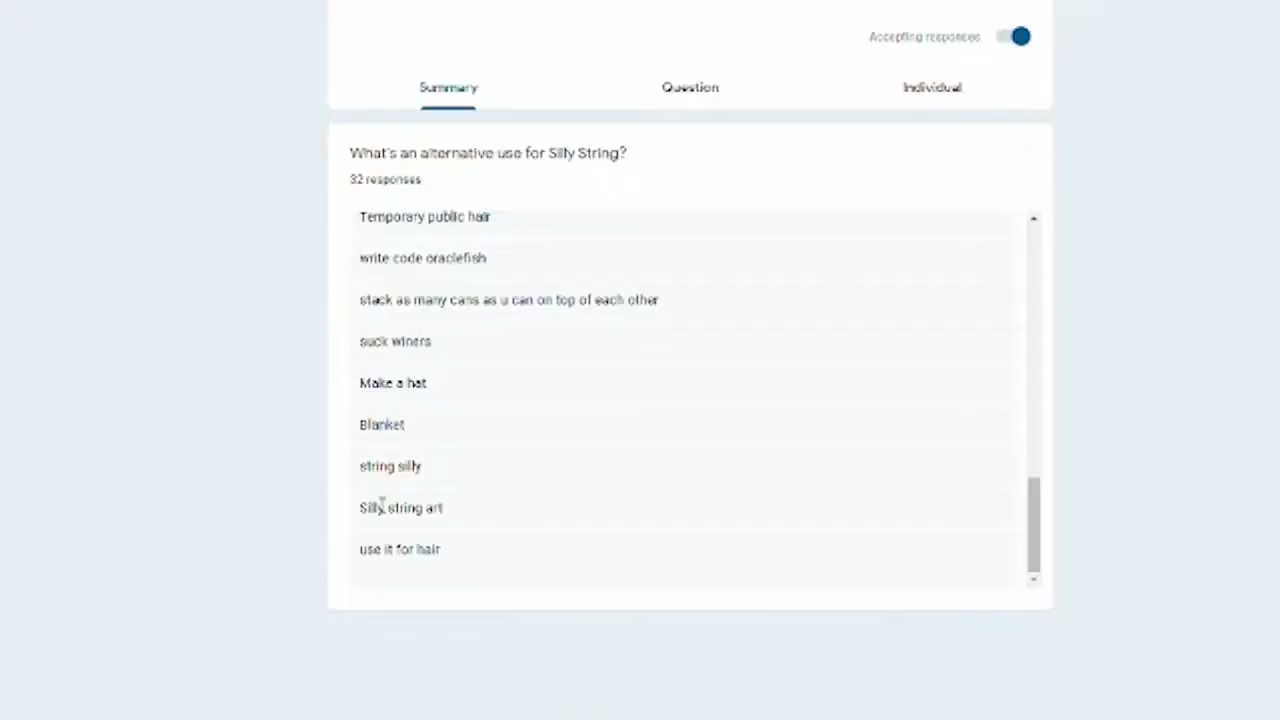 Accepting responses
Summary
Question
Individual
What's an alternative use for Silly String?
32 responses
Temporary public hair
write code oraclefish
stack as many cans as u can on top of each other
suck winers
Make a hat
Blanket
string silly
Silly string art
use it for hair